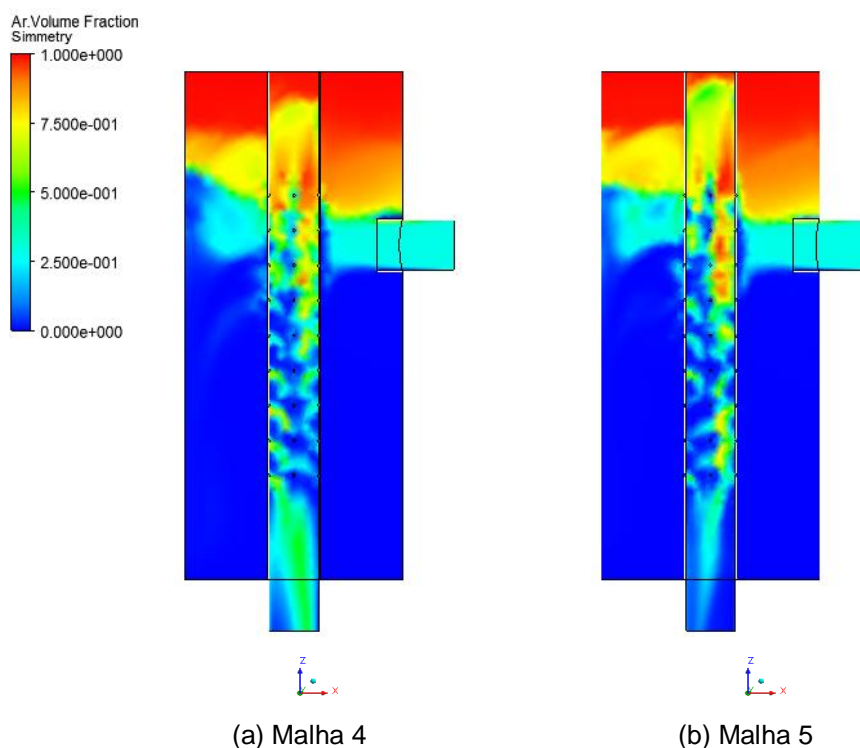 Ar.Volume Fraction
Simmetry
1.000e+000
7.500e-001
5.000e-001
2.500e-001
0.000e+000
Z
Y
X
Z
Y
X
(a) Malha 4
(b) Malha 5